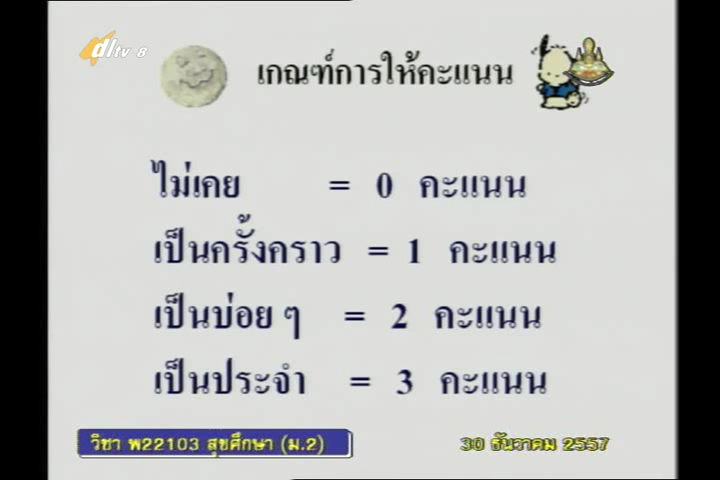 dltv 8
เกณฑ์การให้คะแนน
ไม่เคย = 0 คะแนน
เป็นครั้งคราว = 1 คะแนน
เป็นบ่อย ๆ = 2 คะแนน
เป็นประจำ = 3 คะแนน
วิชา พ22103 สุขศึกษา (ม.2)
30 ธันวาคม 2557